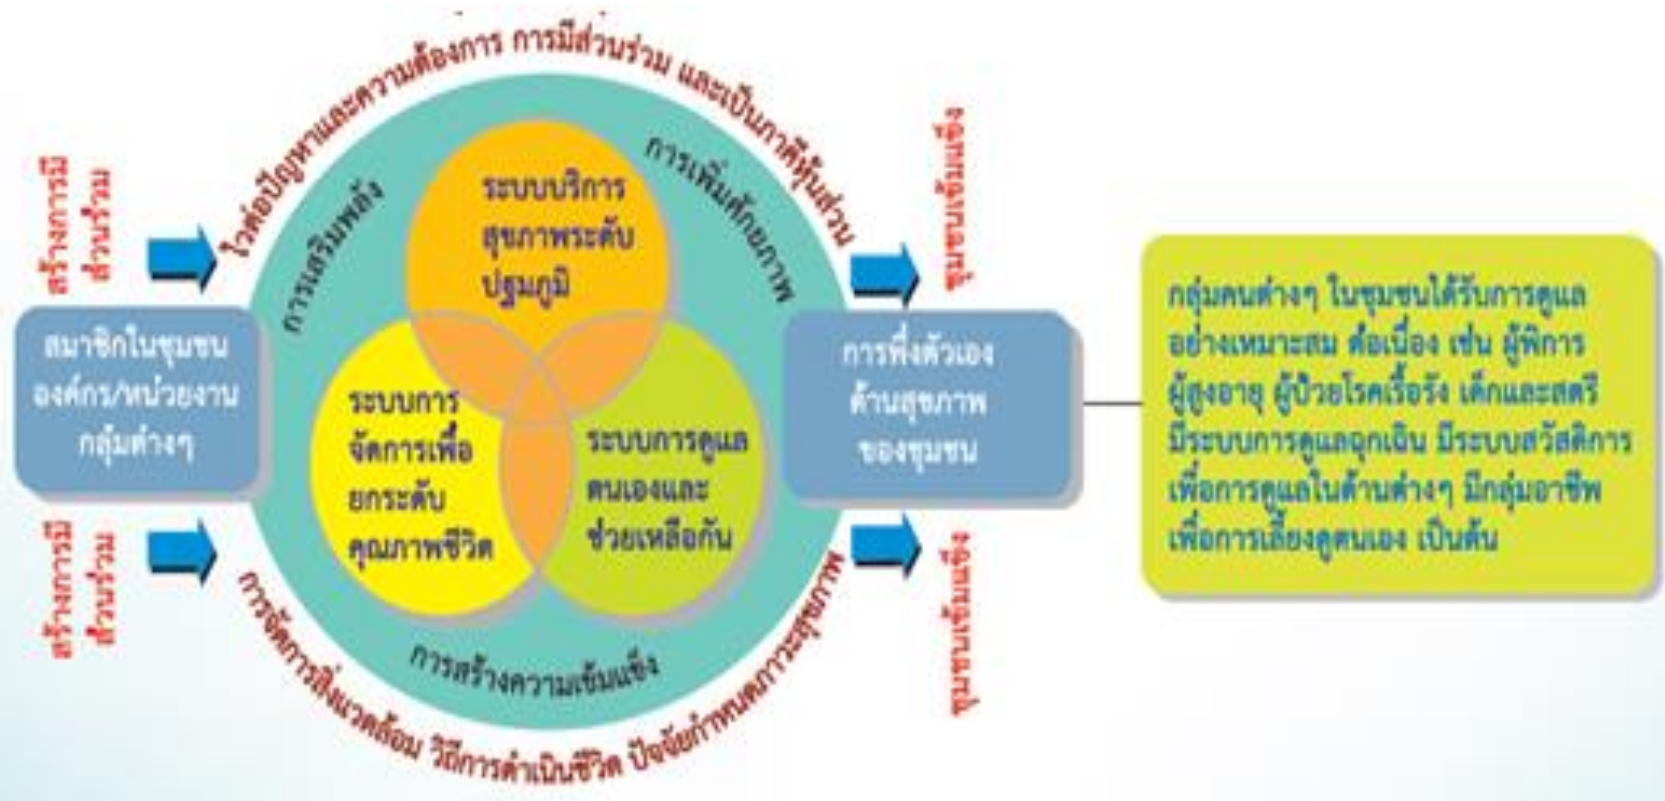 ไวต่อปัญหาและความต้องการ การมีส่วนร่วม และเป็นภาคีหุ้นส่วน
สร้างการมี
ส่วนร่วม
สมาชิกในชุมชน
องค์กร/หน่วยงาน
กลุ่มต่างๆ
สร้างการมี
ส่วนร่วม
การเสริมพลัง
การเพิ่มศักยภาพ
ระบบบริการ
สุขภาพระดับ
ปฐมภูมิ
ระบบการ
จัดการเพื่อ
ยกระดับ
คุณภาพชีวิต
ระบบการดูแล
ตนเองและ
ช่วยเหลือกัน
การสร้างความเข้มแข็ง
การจัดการสิ่งแวดล้อม วิถีการดำเนินชีวิต ปัจจัยกำหนดภาวะสุขภาพ
ชุมชนเข้มแข็ง
การพึ่งตัวเอง
ด้านสุขภาพ
ของชุมชน
ชุมชนเข้มแข็ง
กลุ่มคนต่างๆ ในชุมชนได้รับการดูแล
อย่างเหมาะสม ต่อเนื่อง เช่น ผู้พิการ
ผู้สูงอายุ ผู้ป่วยโรคเรื้อรัง เด็กและสตรี
มีระบบการดูแลฉุกเฉิน มีระบบสวัสดิการ
เพื่อการดูแลในด้านต่างๆ มีกลุ่มอาชีพ
เพื่อการเลี้ยงดูตนเอง เป็นต้น